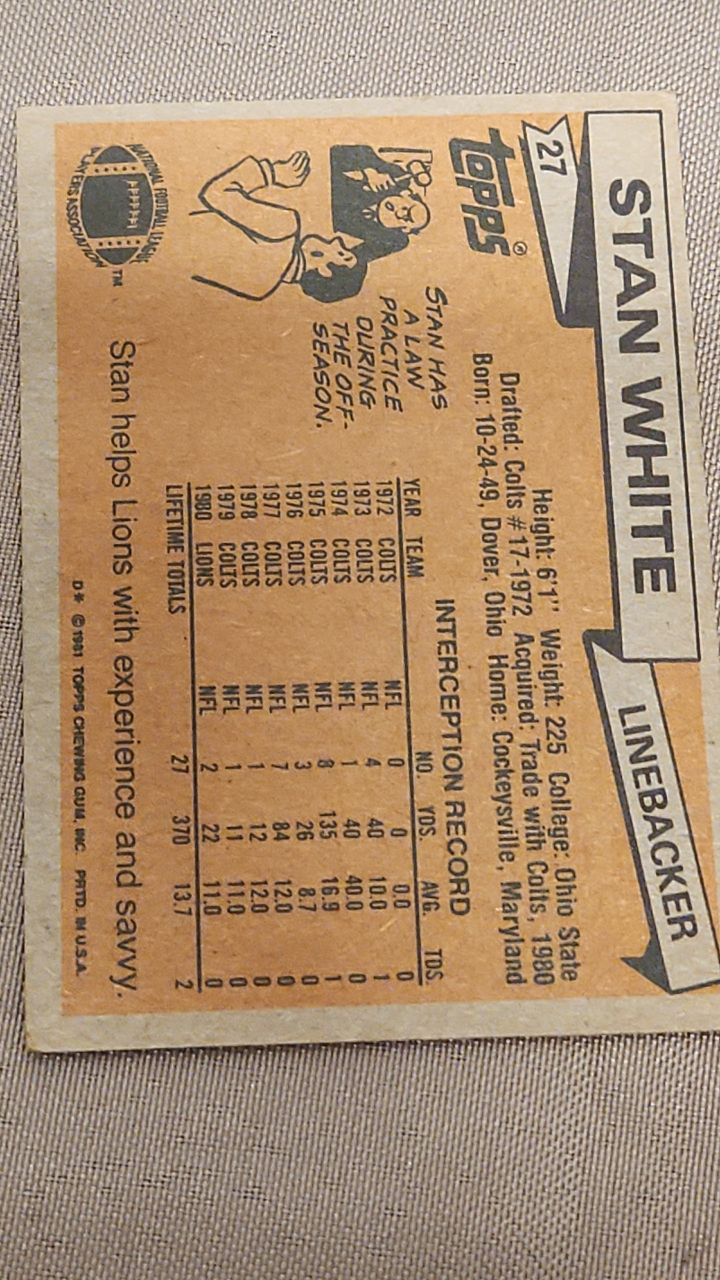 27
STAN WHITE
LINEBACKER
topps®
Height: 6'1'' Weight: 225 College: Ohio State
Drafted: Colts #17-1972 Acquired: Trade with Colts, 1980
Born: 10-24-49, Dover, Ohio Home: Cockeysville, Maryland
STAN HAS
A LAW
PRACTICE
DURING
THE OFF-
SEASON.
INTERCEPTION RECORD
YEAR TEAM NO. YDS. AVG. TDS.
1972 COLTS NFL 0 0 0.0 0
1973 COLTS NFL 4 40 10.0 1
1974 COLTS NFL 1 40 40.0 0
1975 COLTS NFL 8 135 16.9 1
1976 COLTS NFL 3 26 8.7 0
1977 COLTS NFL 7 84 12.0 0
1978 COLTS NFL 1 12 12.0 0
1979 COLTS NFL 1 11 11.0 0
1980 LIONS NFL 2 22 11.0 0
LIFETIME TOTALS 27 370 13.7 2
NATIONAL FOOTBALL LEAGUE
PLAYERS ASSOCIATION
TM
Stan helps Lions with experience and savvy.
D* © 1981 TOPPS CHEWING GUM, INC. PRTD. IN U.S.A.